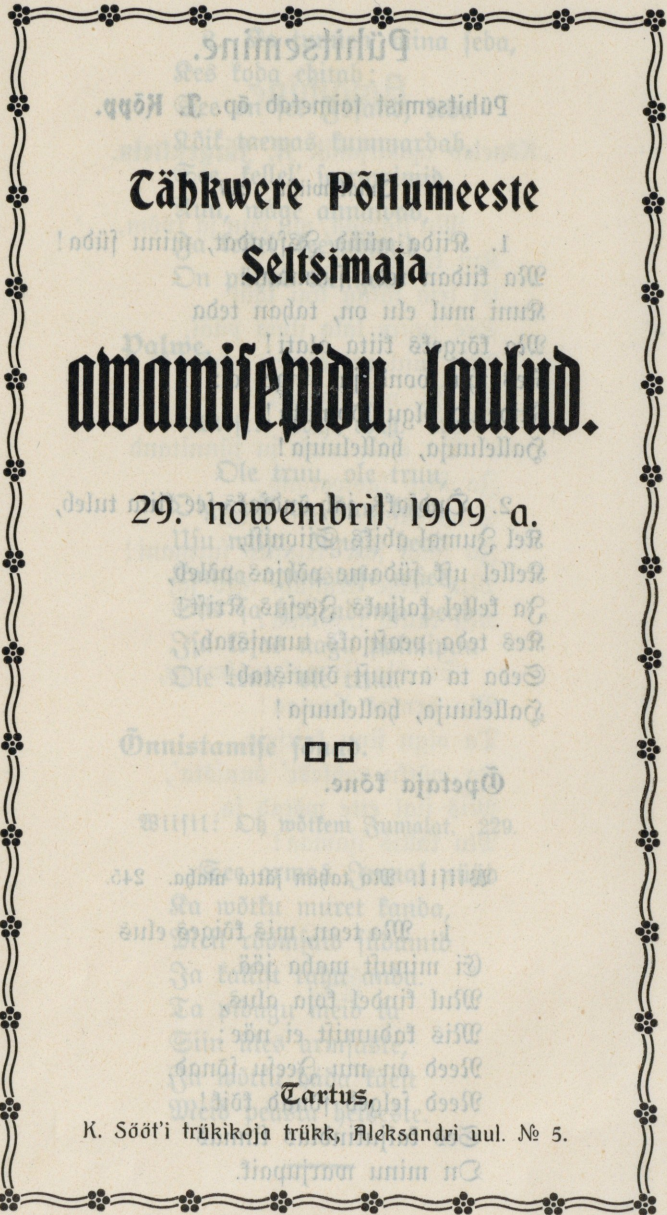 Tähkwere Põllumeeste
Seltsimaja
awamisepidu laulud.
29. nowembril 1909 a.
Tartus,
K. Sööt'i trükikoja trükk, Aleksandri uul. № 5.